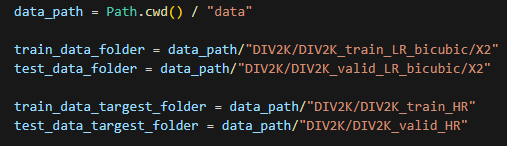 data_path = Path.cwd() / "data"
train_data_folder = data_path/"DIV2K/DIV2K_train_LR_bicubic/X2"
test_data_folder = data_path/"DIV2K/DIV2K_valid_LR_bicubic/X2"
train_data_targest_folder = data_path/"DIV2K/DIV2K_train_HR"
test_data_targest_folder = data_path/"DIV2K/DIV2K_valid_HR"